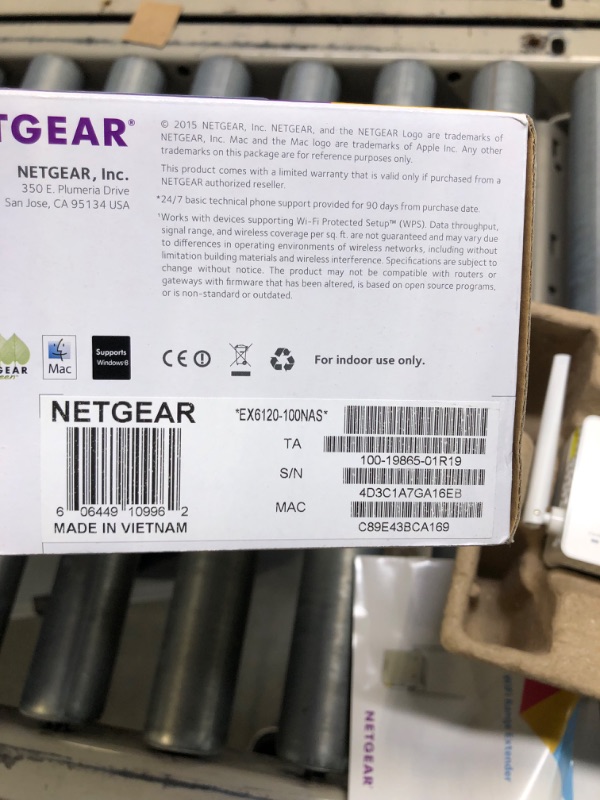 TGEAR®
NETGEAR, Inc.
350 E. Plumeria Drive
San Jose, CA 95134 USA
© 2015 NETGEAR, Inc. NETGEAR, and the NETGEAR Logo are trademarks of
NETGEAR, Inc. Mac and the Mac logo are trademarks of Apple Inc. Any other
trademarks on this package are for reference purposes only.
This product comes with a limited warranty that is valid only if purchased from a
NETGEAR authorized reseller.
*24/7 basic technical phone support provided for 90 days from purchase date.
†Works with devices supporting Wi-Fi Protected Setup™ (WPS). Data throughput,
signal range, and wireless coverage per sq. ft. are not guaranteed and may vary due
to differences in operating environments of wireless networks, including without
limitation building materials and wireless interference. Specifications are subject to
change without notice. The product may not be compatible with routers or
gateways with firmware that has been altered, is based on open source programs,
or is non-standard or outdated.
GEAR
Mac
Supports
Windows 8
CE
For indoor use only.
NETGEAR
*EX6120-100NAS*
TA
100-19865-01R19
S/N
4D3C1A7GA16EB
MAC
C89E43BCA169
6 06449 10996 2
MADE IN VIETNAM
NETGEAR
WiFi Range Extender